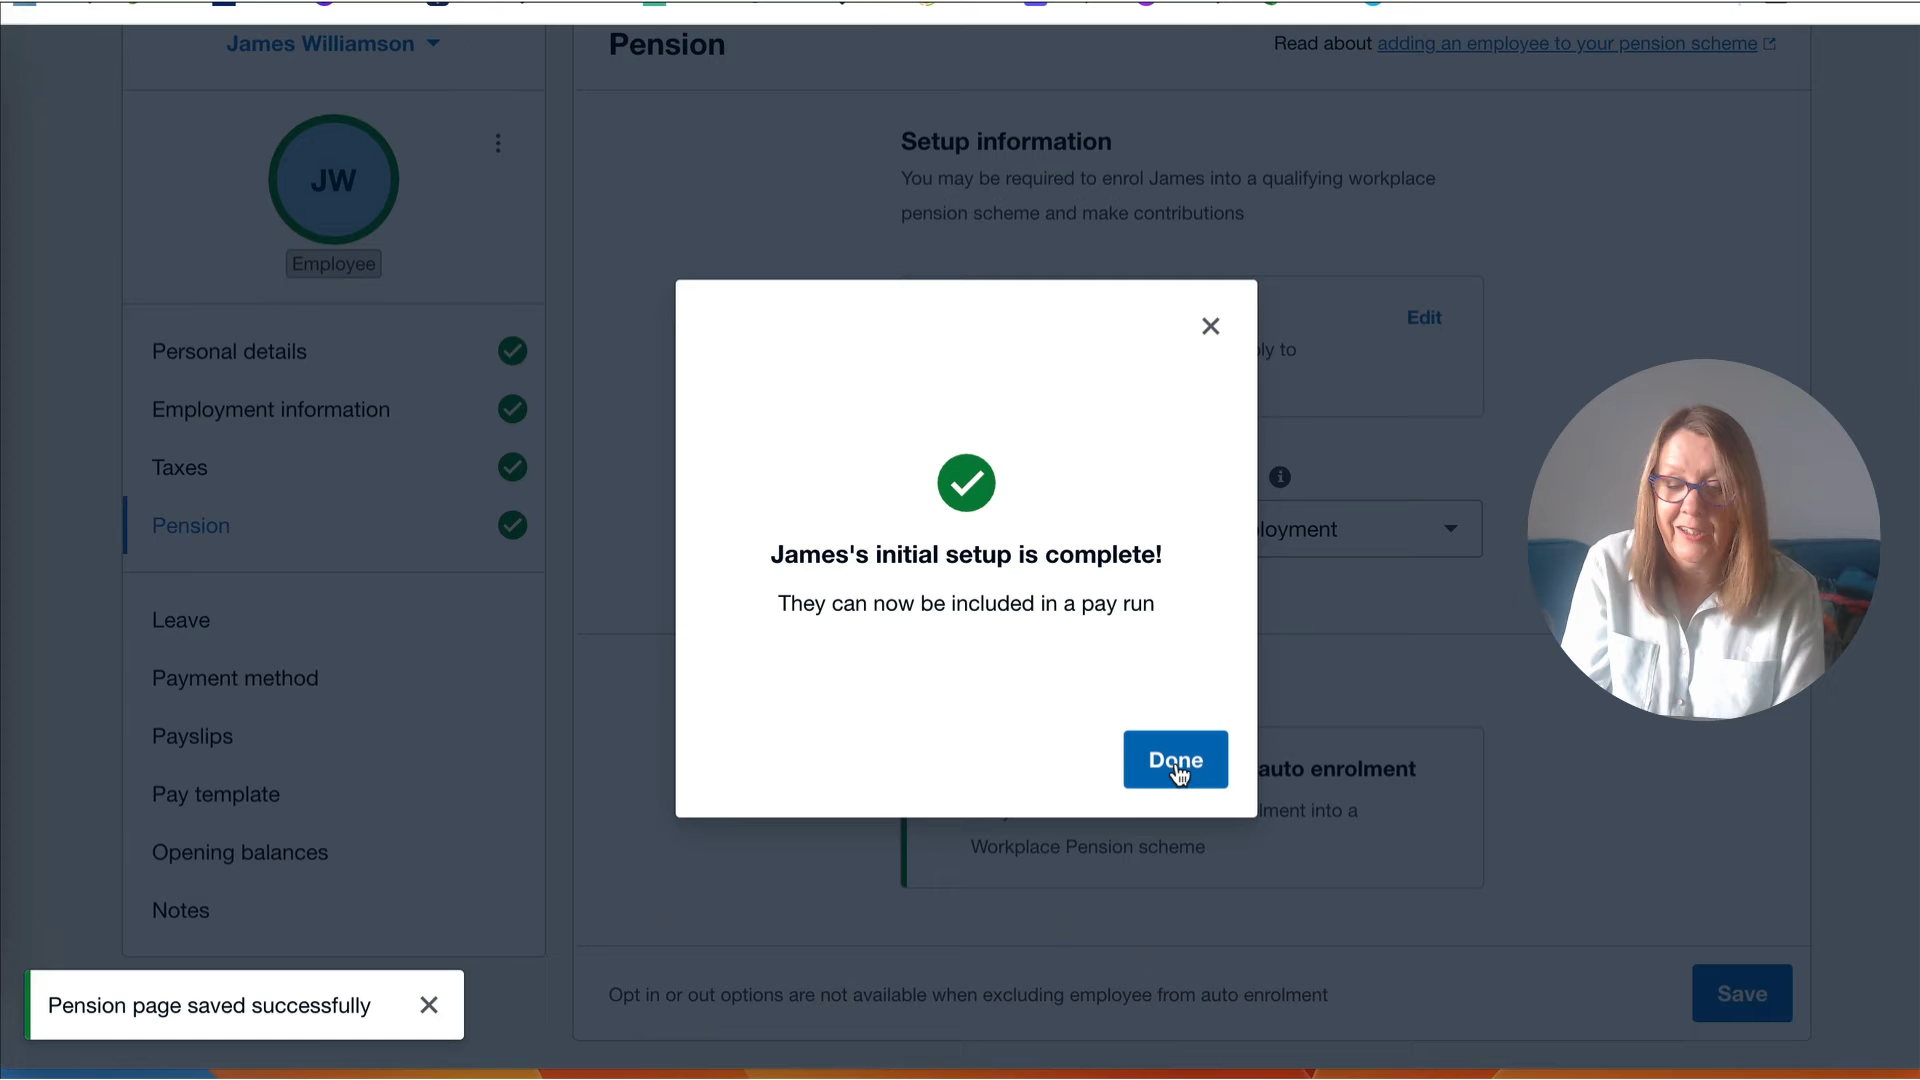 James Williamson
JW
Employee
Personal details
Employment information
Taxes
Pension
Leave
Payment method
Payslips
Pay template
Opening balances
Notes
Pension
Read about adding an employee to your pension scheme
Setup information
You may be required to enrol James into a qualifying workplace
pension scheme and make contributions
Edit
ly to
loyment
James's initial setup is complete!
They can now be included in a pay run
Done
auto enrolment
lment into a
Workplace Pension scheme
Opt in or out options are not available when excluding employee from auto enrolment
Save
Pension page saved successfully